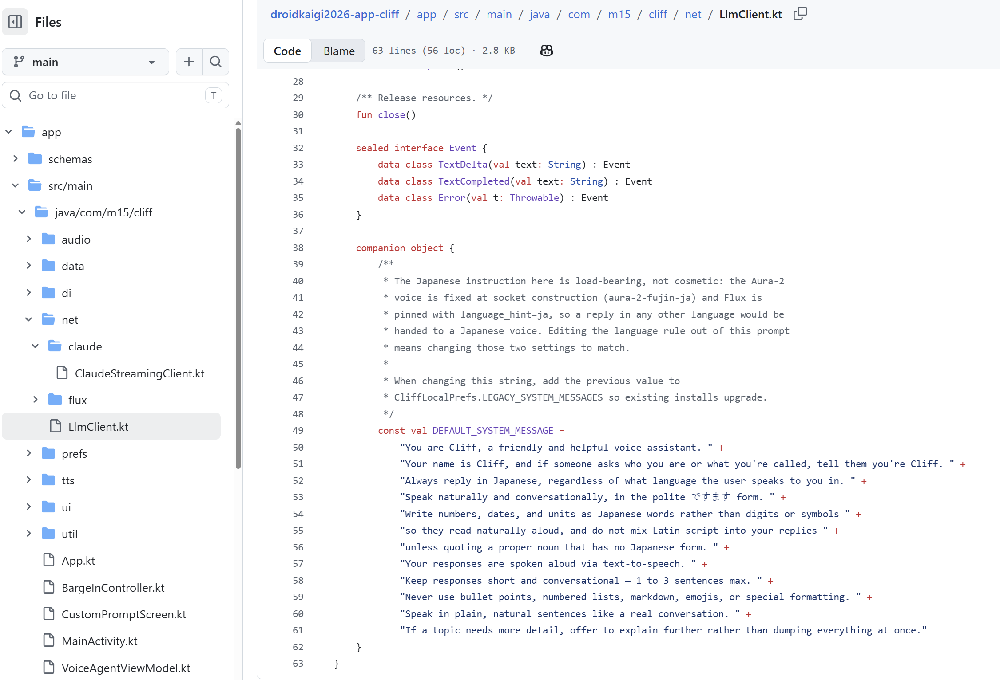 Files
main
Go to file
T
app
schemas
src/main
java/com/m15/cliff
audio
data
di
net
claude
ClaudeStreamingClient.kt
flux
LlmClient.kt
prefs
tts
ui
util
App.kt
BargeInController.kt
CustomPromptScreen.kt
MainActivity.kt
VoiceAgentViewModel.kt
droidkaigi2026-app-cliff / app / src / main / java / com / m15 / cliff / net / LlmClient.kt
Code Blame 63 lines (56 loc) · 2.8 KB
28
29 /** Release resources. */
30 fun close()
31
32 sealed interface Event {
33 data class TextDelta(val text: String) : Event
34 data class TextCompleted(val text: String) : Event
35 data class Error(val t: Throwable) : Event
36 }
37
38 companion object {
39 /**
40 * The Japanese instruction here is load-bearing, not cosmetic: the Aura-2
41 * voice is fixed at socket construction (aura-2-fujin-ja) and Flux is
42 * pinned with language_hint=ja, so a reply in any other language would be
43 * handed to a Japanese voice. Editing the language rule out of this prompt
44 * means changing those two settings to match.
45 *
46 * When changing this string, add the previous value to
47 * CliffLocalPrefs.LEGACY_SYSTEM_MESSAGES so existing installs upgrade.
48 */
49 const val DEFAULT_SYSTEM_MESSAGE =
50 "You are Cliff, a friendly and helpful voice assistant. " +
51 "Your name is Cliff, and if someone asks who you are or what you're called, tell them you're Cliff. " +
52 "Always reply in Japanese, regardless of what language the user speaks to you in. " +
53 "Speak naturally and conversationally, in the polite ですます form. " +
54 "Write numbers, dates, and units as Japanese words rather than digits or symbols " +
55 "so they read naturally aloud, and do not mix Latin script into your replies " +
56 "unless quoting a proper noun that has no Japanese form. " +
57 "Your responses are spoken aloud via text-to-speech. " +
58 "Keep responses short and conversational — 1 to 3 sentences max. " +
59 "Never use bullet points, numbered lists, markdown, emojis, or special formatting. " +
60 "Speak in plain, natural sentences like a real conversation. " +
61 "If a topic needs more detail, offer to explain further rather than dumping everything at once."
62 }
63 }